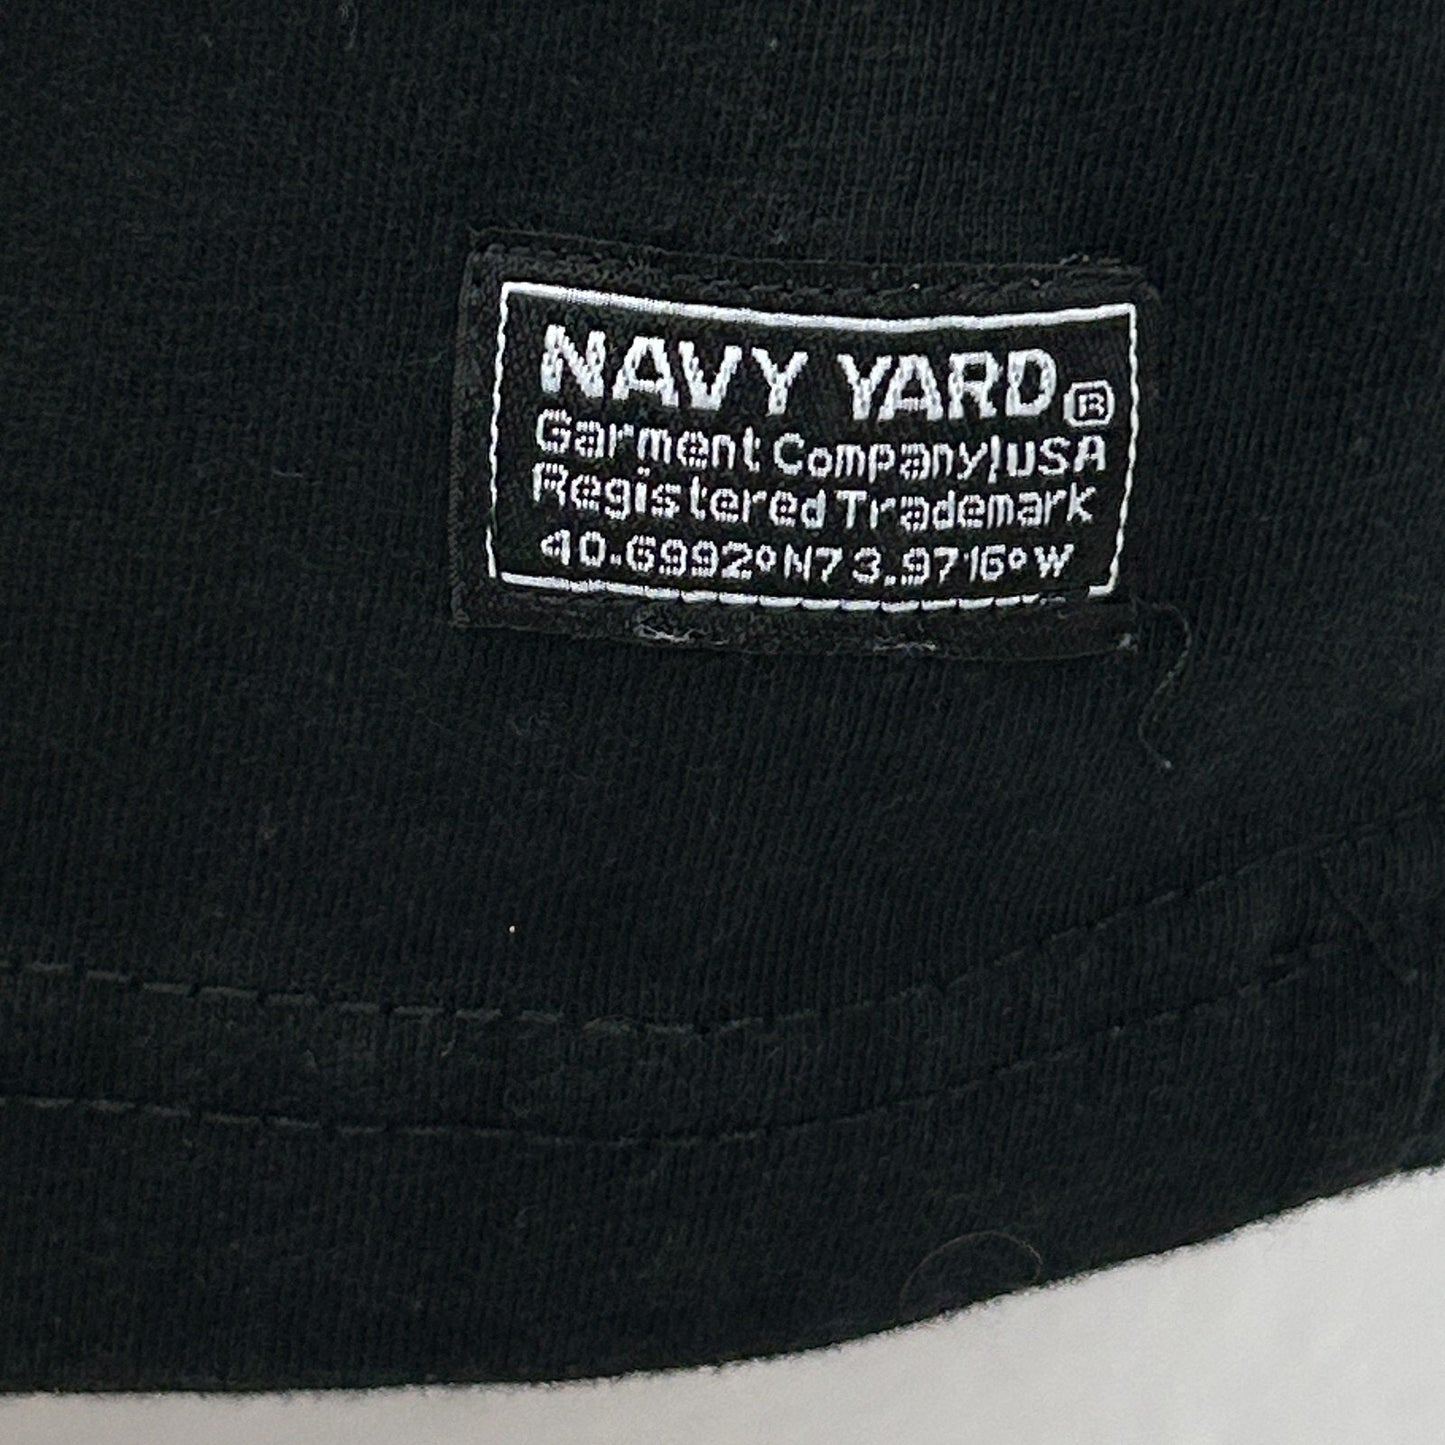 NAVY YARD®
Garment Company/USA
Registered Trademark
40.6992°N73.9716°W